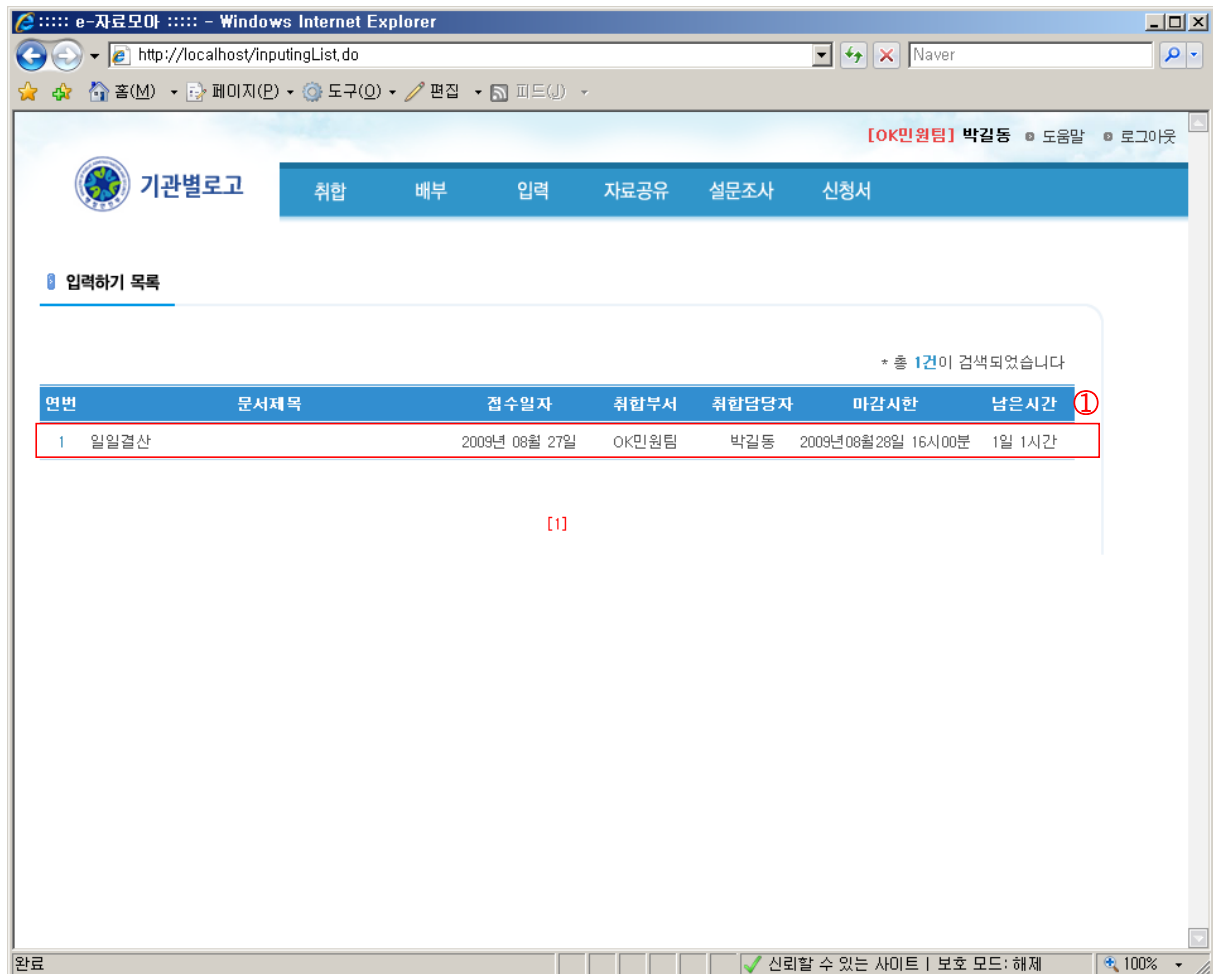 ::::: e-자료모아 ::::: - Windows Internet Explorer
http://localhost/inputingList.do
Naver
홈(M) 페이지(P) 도구(O) 편집 피드(J)
[OK민원팀] 박길동 도움말 로그아웃
기관별로고 취합 배부 입력 자료공유 설문조사 신청서
입력하기 목록
* 총 1건이 검색되었습니다
연번 문서제목 접수일자 취합부서 취합담당자 마감시한 남은시간 ①
1 일일결산 2009년 08월 27일 OK민원팀 박길동 2009년08월28일 16시00분 1일 1시간
[1]
완료 신뢰할 수 있는 사이트 | 보호 모드: 해제 100%